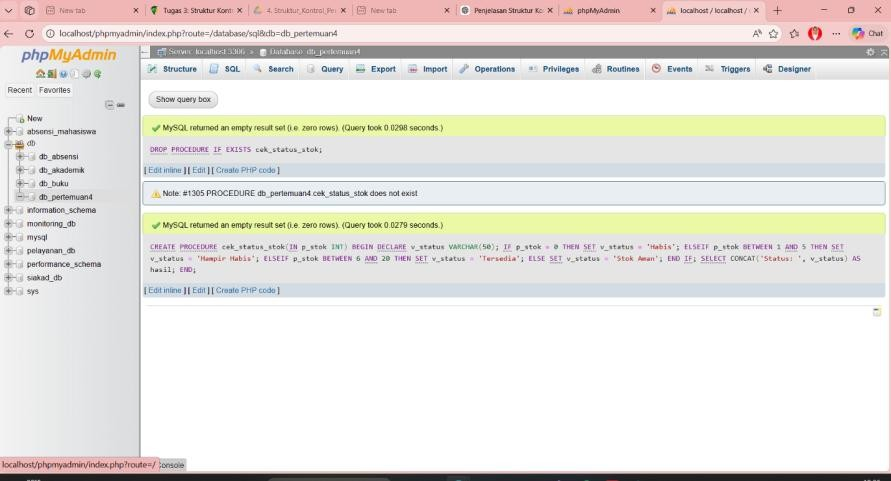 New tab
Tugas 3: Struktur Kontr
4. Struktur_Kontrol_Per
New tab
Penjelasan Struktur Ko
phpMyAdmin
localhost / localhost /
localhost/phpmyadmin/index.php?route=/database/sql&db=db_pertemuan4
Chat
phpMyAdmin
Recent Favorites
New
absensi_mahasiswa
db
db_absensi
db_akademik
db_buku
db_pertemuan4
information_schema
monitoring_db
mysql
pelayanan_db
performance_schema
siakad_db
sys
Server: localhost:3306 » Database: db_pertemuan4
Structure SQL Search Query Export Import Operations Privileges Routines Events Triggers Designer
Show query box
MySQL returned an empty result set (i.e. zero rows). (Query took 0.0298 seconds.)
DROP PROCEDURE IF EXISTS cek_status_stok;
[ Edit inline ] [ Edit ] [ Create PHP code ]
Note: #1305 PROCEDURE db_pertemuan4.cek_status_stok does not exist
MySQL returned an empty result set (i.e. zero rows). (Query took 0.0279 seconds.)
CREATE PROCEDURE cek_status_stok(IN p_stok INT) BEGIN DECLARE v_status VARCHAR(50); IF p_stok = 0 THEN SET v_status = 'Habis'; ELSEIF p_stok BETWEEN 1 AND 5 THEN SET
v_status = 'Hampir Habis'; ELSEIF p_stok BETWEEN 6 AND 20 THEN SET v_status = 'Tersedia'; ELSE SET v_status = 'Stok Aman'; END IF; SELECT CONCAT('Status: ', v_status) AS
hasil; END;
[ Edit inline ] [ Edit ] [ Create PHP code ]
localhost/phpmyadmin/index.php?route=/
Console